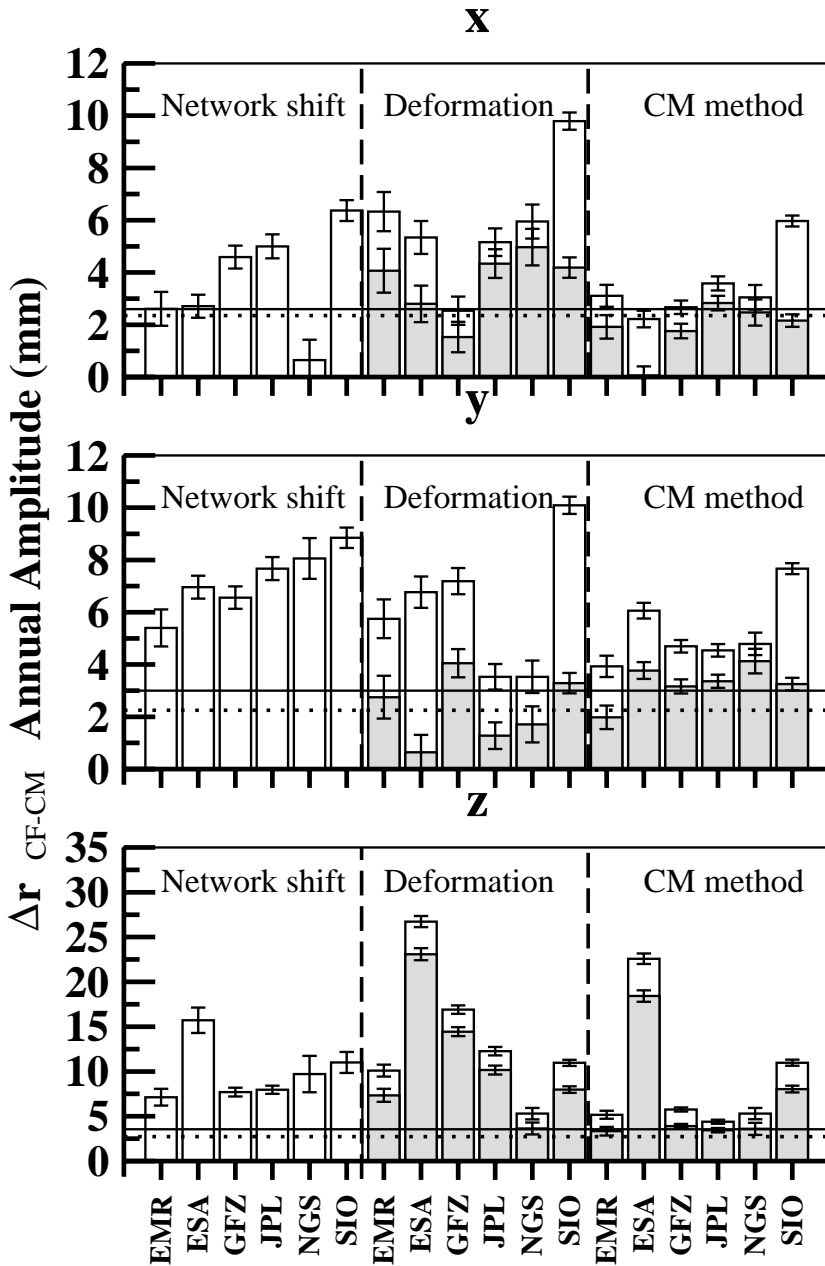 x
12
10
8
6
4
2
0
Network shift
Deformation
CM method
y
12
10
8
6
4
2
0
Network shift
Deformation
CM method
z
35
30
25
20
15
10
5
0
Network shift
Deformation
CM method
Δr CF-CM Annual Amplitude (mm)
EMR
ESA
GFZ
JPL
NGS
SIO
EMR
ESA
GFZ
JPL
NGS
SIO
EMR
ESA
GFZ
JPL
NGS
SIO